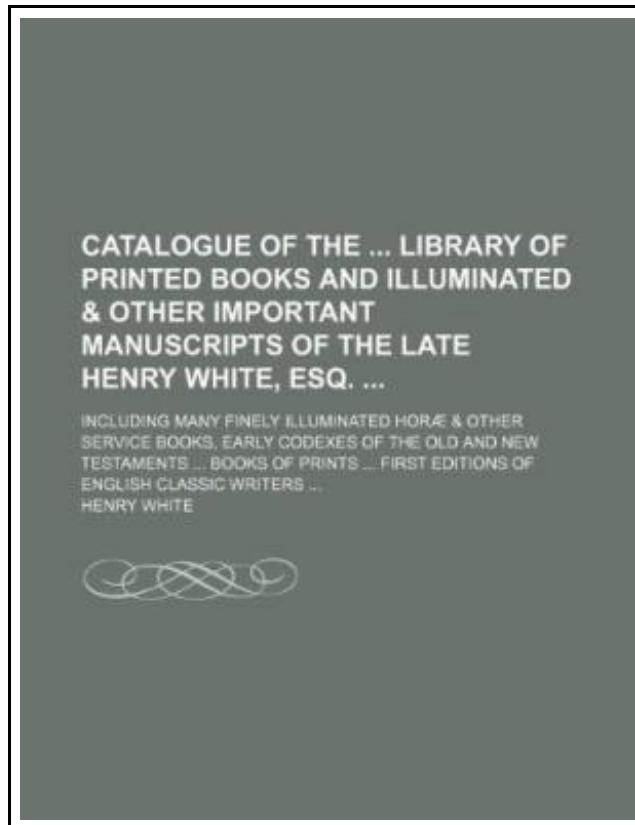 CATALOGUE OF THE ... LIBRARY OF
PRINTED BOOKS AND ILLUMINATED
& OTHER IMPORTANT
MANUSCRIPTS OF THE LATE
HENRY WHITE, ESQ. ...
INCLUDING MANY FINELY ILLUMINATED HORÆ & OTHER
SERVICE BOOKS, EARLY CODEXES OF THE OLD AND NEW
TESTAMENTS ... BOOKS OF PRINTS ... FIRST EDITIONS OF
ENGLISH CLASSIC WRITERS ...
HENRY WHITE